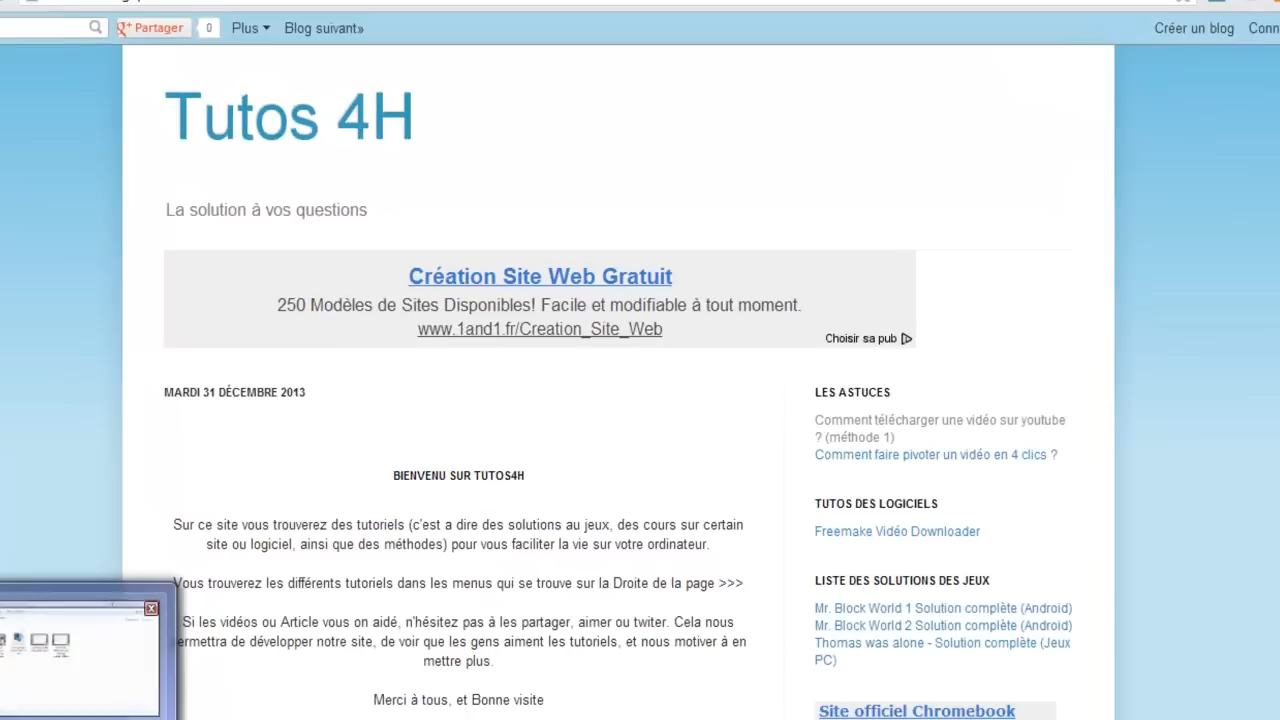 Partager 0 Plus Blog suivant» Créer un blog Conn
Tutos 4H
La solution à vos questions
Création Site Web Gratuit
250 Modèles de Sites Disponibles! Facile et modifiable à tout moment.
www.1and1.fr/Creation_Site_Web
Choisir sa pub
MARDI 31 DÉCEMBRE 2013
BIENVENU SUR TUTOS4H
Sur ce site vous trouverez des tutoriels (c'est a dire des solutions au jeux, des cours sur certain
site ou logiciel, ainsi que des méthodes) pour vous faciliter la vie sur votre ordinateur.
Vous trouverez les différents tutoriels dans les menus qui se trouve sur la Droite de la page >>>
Si les vidéos ou Article vous on aidé, n'hésitez pas à les partager, aimer ou twiter. Cela nous
ermettra de développer notre site, de voir que les gens aiment les tutoriels, et nous motiver à en
mettre plus.
Merci à tous, et Bonne visite
LES ASTUCES
Comment télécharger une vidéo sur youtube
? (méthode 1)
Comment faire pivoter un vidéo en 4 clics ?
TUTOS DES LOGICIELS
Freemake Vidéo Downloader
LISTE DES SOLUTIONS DES JEUX
Mr. Block World 1 Solution complète (Android)
Mr. Block World 2 Solution complète (Android)
Thomas was alone - Solution complète (Jeux
PC)
Site officiel Chromebook